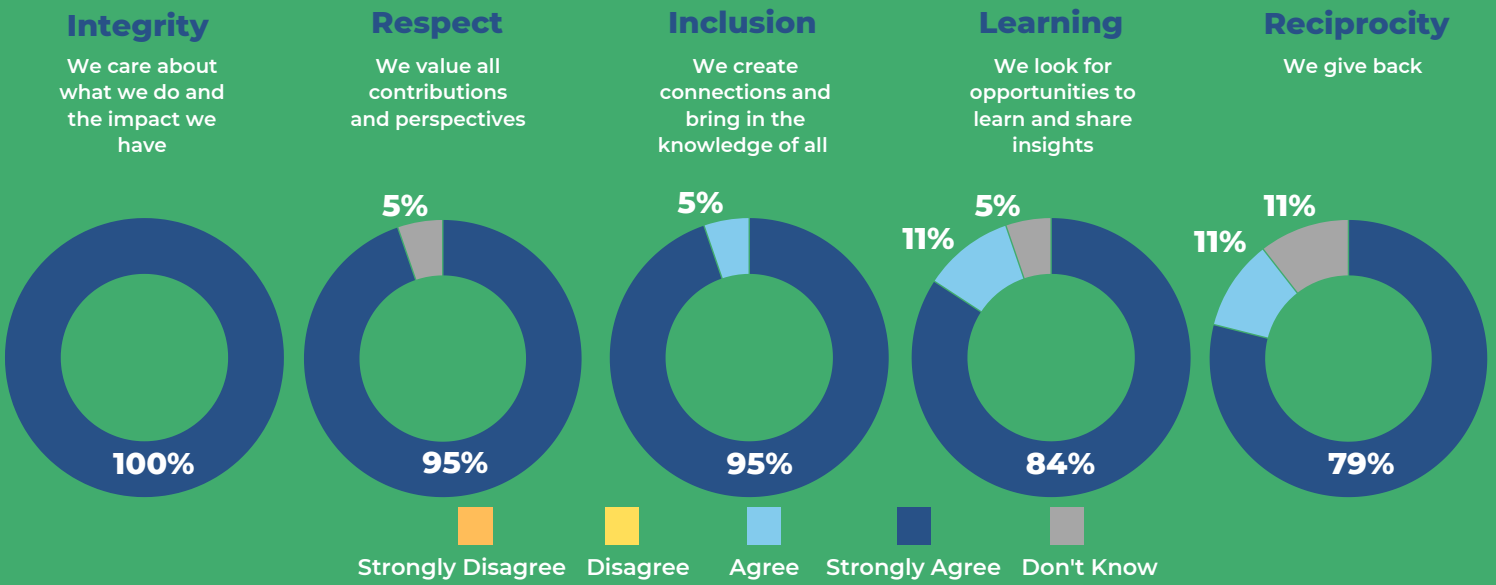 Integrity
We care about
what we do and
the impact we
have
Respect
We value all
contributions
and perspectives
Inclusion
We create
connections and
bring in the
knowledge of all
Learning
We look for
opportunities to
learn and share
insights
Reciprocity
We give back
100%
5%
95%
5%
95%
5%
11%
84%
11%
11%
79%
Strongly Disagree
Disagree
Agree
Strongly Agree
Don't Know